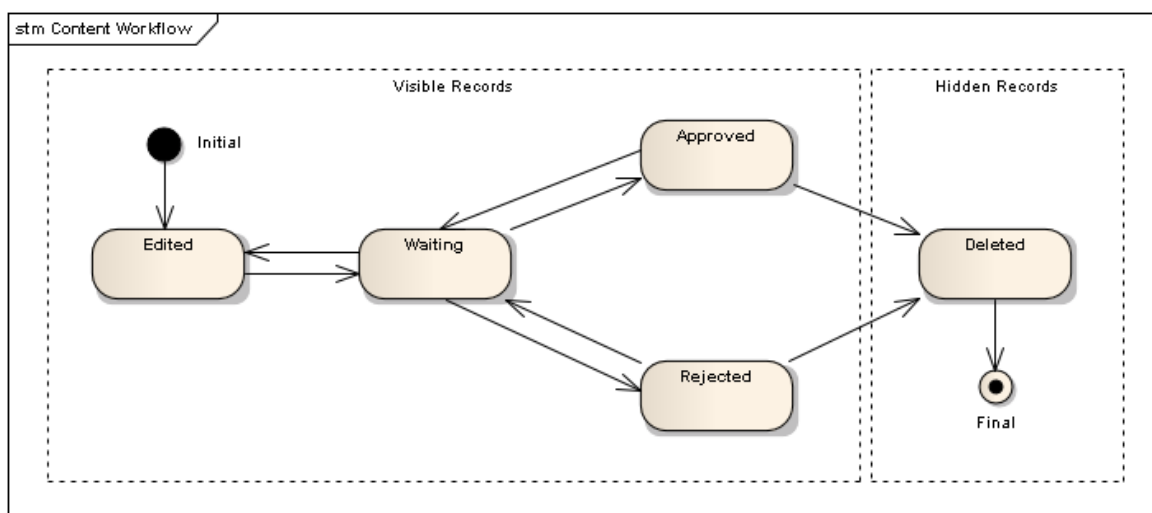 stm Content Workflow
Visible Records
Hidden Records
Initial
Approved
Edited
Waiting
Deleted
Rejected
Final